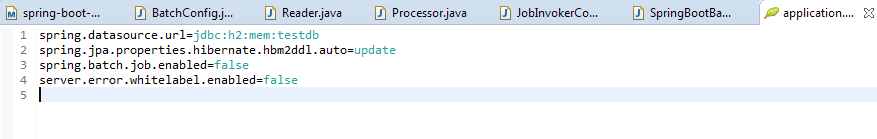 spring-boot-... BatchConfig.j... Reader.java Processor.java JobInvokerCo... SpringBootBa... application....
1 spring.datasource.url=jdbc:h2:mem:testdb
2 spring.jpa.properties.hibernate.hbm2ddl.auto=update
3 spring.batch.job.enabled=false
4 server.error.whitelabel.enabled=false
5